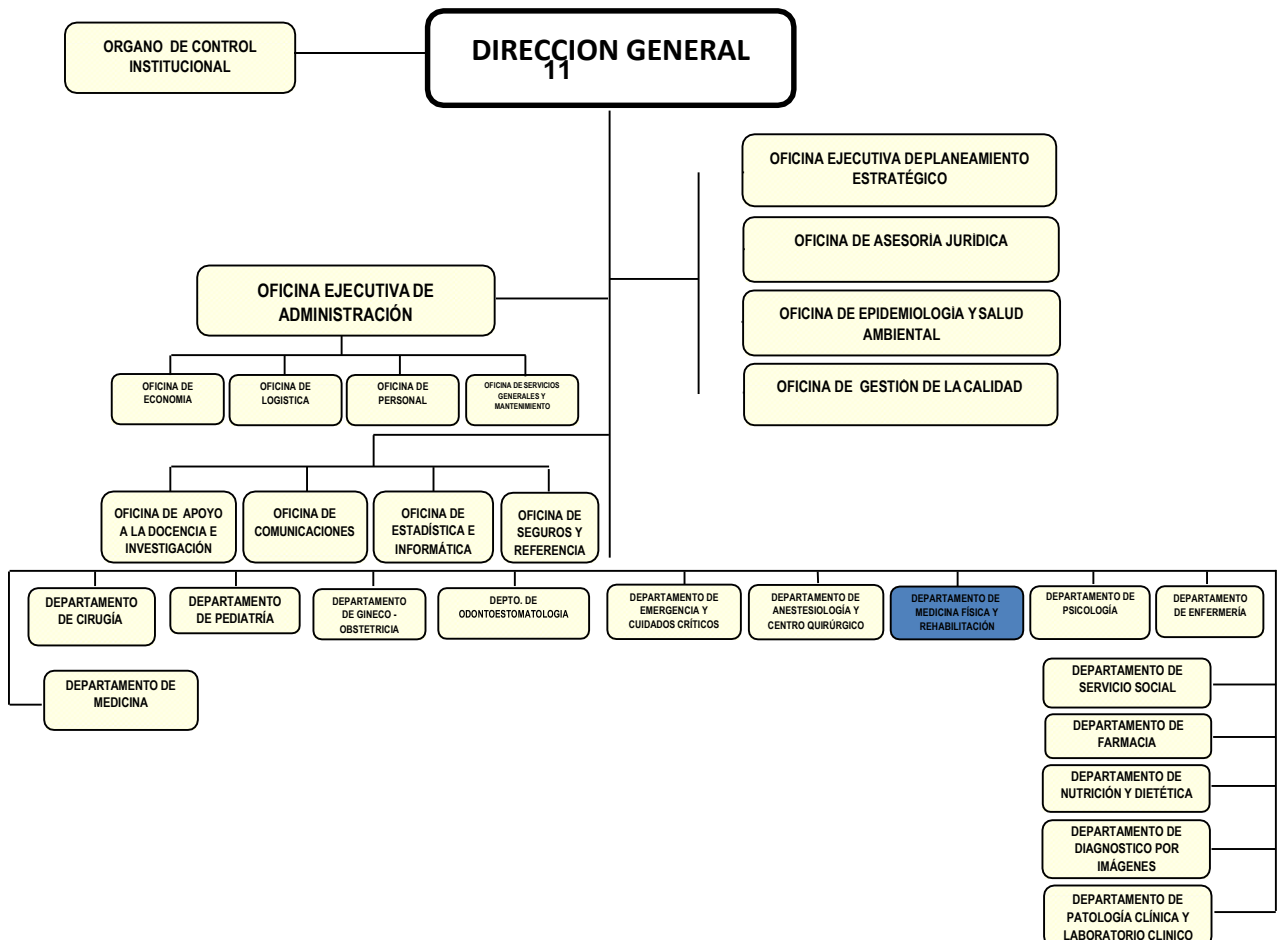 ORGANO DE CONTROL
INSTITUCIONAL
DIRECCION GENERAL
11
OFICINA EJECUTIVA DE PLANEAMIENTO
ESTRATÉGICO
OFICINA DE ASESORÍA JURÍDICA
OFICINA DE EPIDEMIOLOGÍA Y SALUD
AMBIENTAL
OFICINA DE GESTIÓN DE LA CALIDAD
OFICINA EJECUTIVA DE
ADMINISTRACIÓN
OFICINA DE
ECONOMIA
OFICINA DE
LOGISTICA
OFICINA DE
PERSONAL
OFICINA DE SERVICIOS
GENERALES Y
MANTENIMIENTO
OFICINA DE APOYO
A LA DOCENCIA E
INVESTIGACIÓN
OFICINA DE
COMUNICACIONES
OFICINA DE
ESTADÍSTICA E
INFORMÁTICA
OFICINA DE
SEGUROS Y
REFERENCIA
DEPARTAMENTO
DE CIRUGÍA
DEPARTAMENTO
DE PEDIATRÍA
DEPARTAMENTO
DE GINECO -
OBSTETRICIA
DEPTO. DE
ODONTOESTOMATOLOGIA
DEPARTAMENTO DE
EMERGENCIA Y
CUIDADOS CRÍTICOS
DEPARTAMENTO DE
ANESTESIOLOGÍA Y
CENTRO QUIRÚRGICO
DEPARTAMENTO DE
MEDICINA FÍSICA Y
REHABILITACIÓN
DEPARTAMENTO DE
PSICOLOGÍA
DEPARTAMENTO
DE ENFERMERÍA
DEPARTAMENTO DE
MEDICINA
DEPARTAMENTO DE
SERVICIO SOCIAL
DEPARTAMENTO DE
FARMACIA
DEPARTAMENTO DE
NUTRICIÓN Y DIETÉTICA
DEPARTAMENTO DE
DIAGNOSTICO POR
IMÁGENES
DEPARTAMENTO DE
PATOLOGÍA CLÍNICA Y
LABORATORIO CLINICO